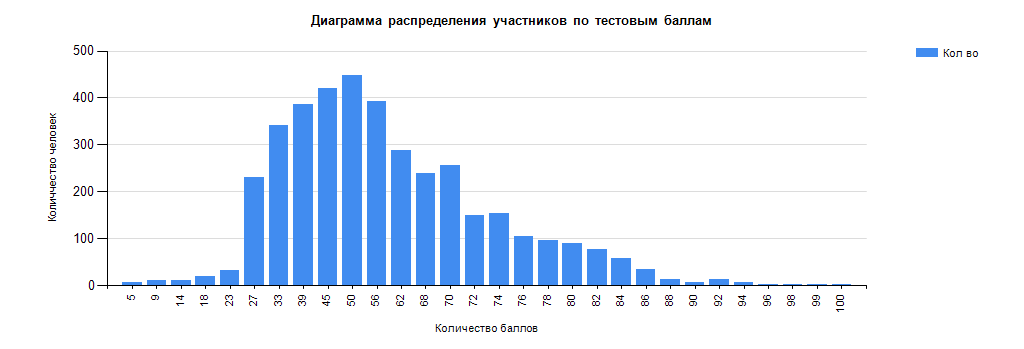 Диаграмма распределения участников по тестовым баллам
Кол во
Количчество человек
500
400
300
200
100
0
5 9 14 18 23 27 33 39 45 50 56 62 68 70 72 74 76 78 80 82 84 86 88 90 92 94 96 98 99 100
Количество баллов